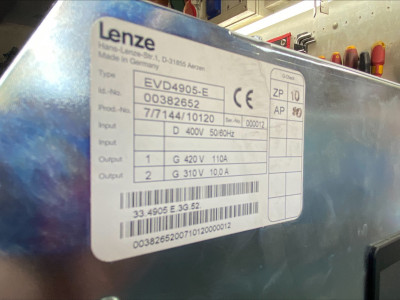 Lenze
Hans-Lenze-Str.1, D-31855 Aerzen
Made in Germany
Type EVD4905-E
Id.-No. 00382652
Prod.-No. 7/7144/10120 Ser.-No. 000012
Input D 400V 50/60Hz
Input
Output 1 G 420V 110A
Output 2 G 310V 10.0A
CE
ZP 10
AP
33.4905 E.3G.52.
0038265200710120000012